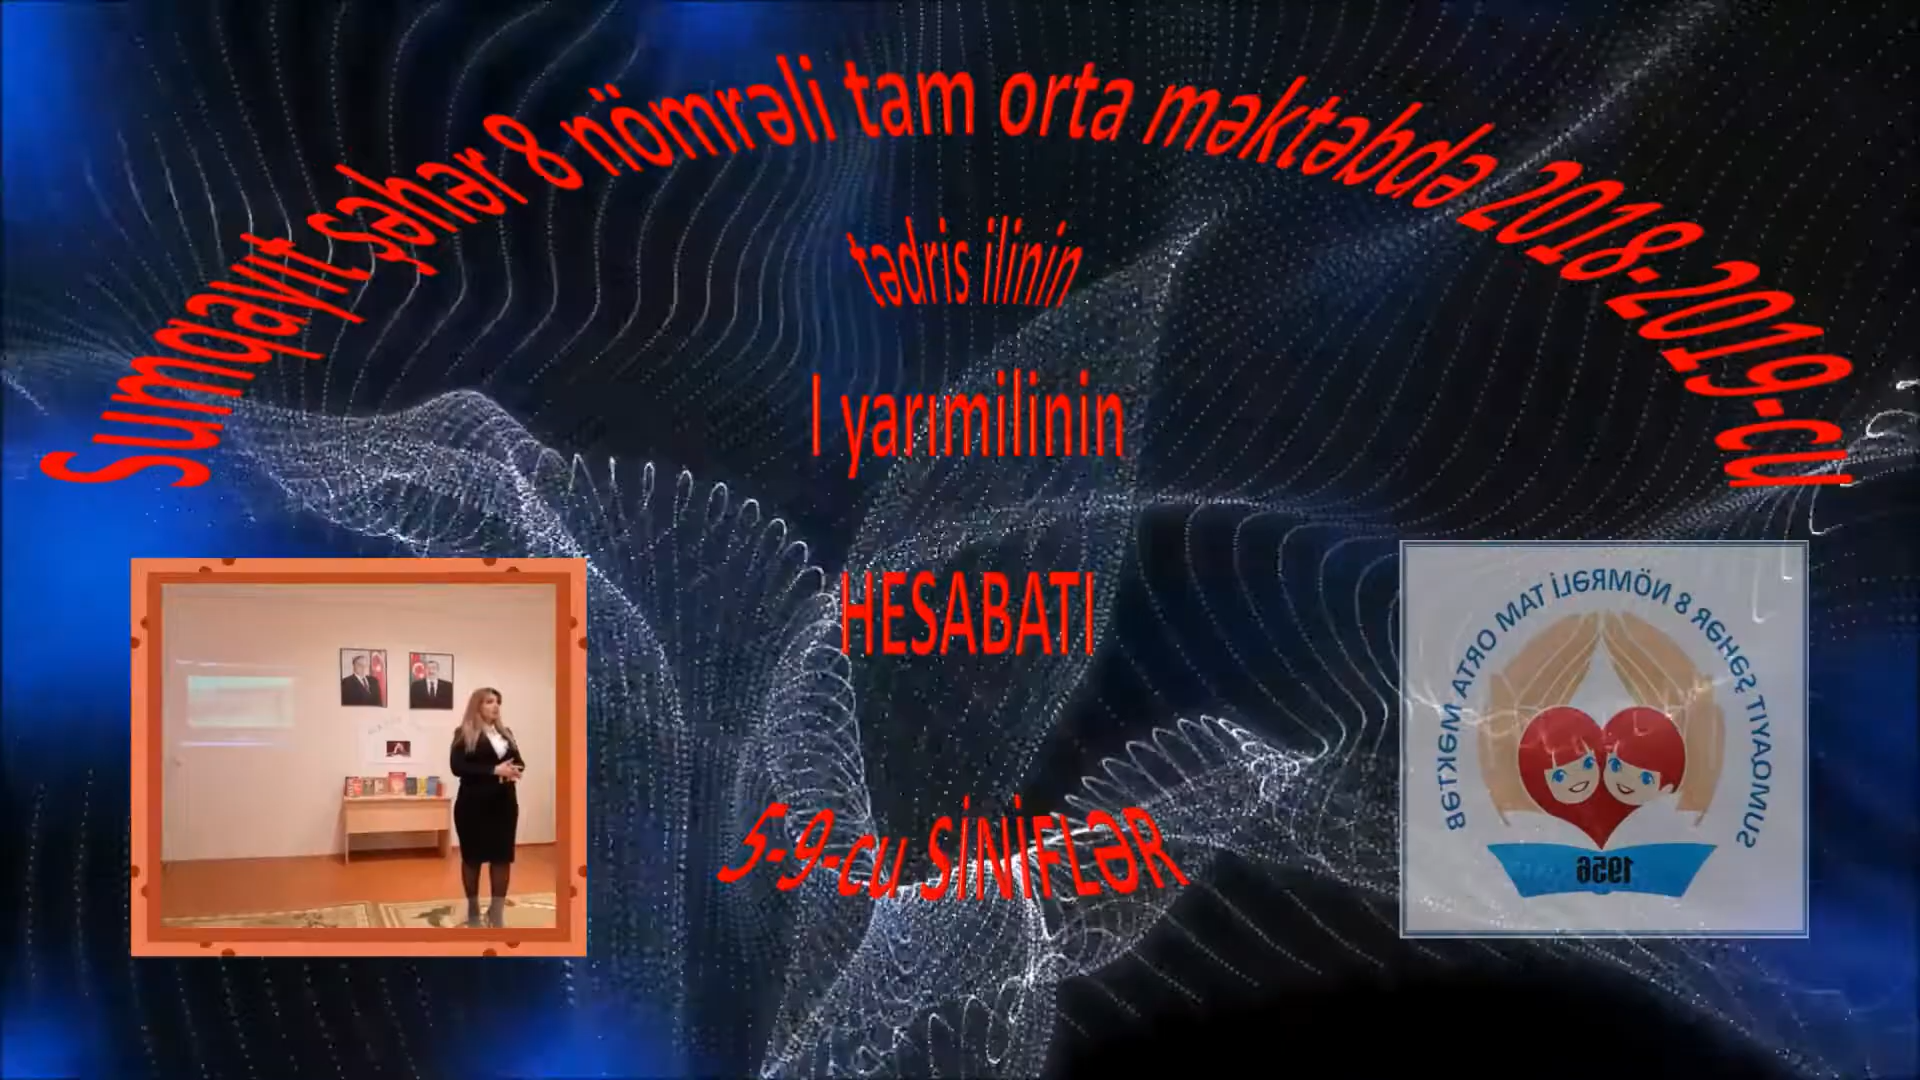 Sumqayıt şəhər 8 nömrəli tam orta məktəbdə 2018-2019-cu
tədris ilinin
I yarımilinin
HESABATI
5-9-cu SİNİFLƏR
SUMQAYIT ŞƏHƏR 8 NÖMRƏLİ TAM ORTA MƏKTƏB
1956